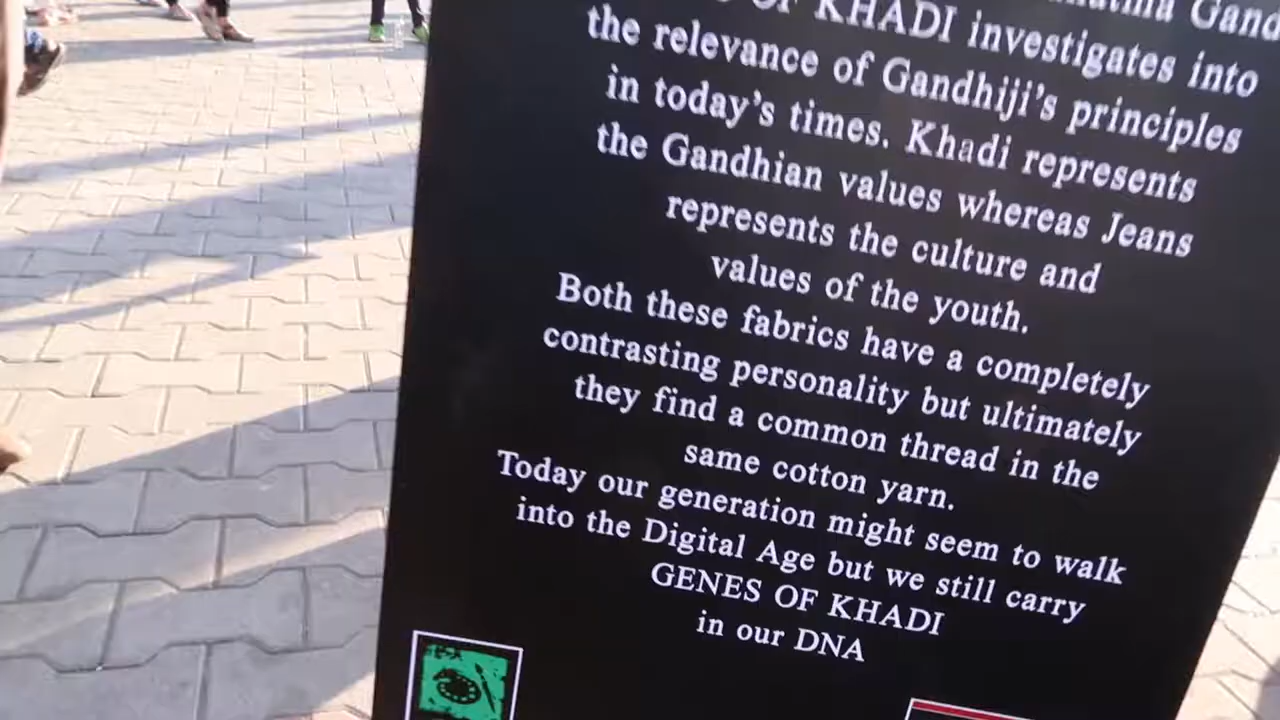 OF KHADI investigates into
the relevance of Gandhiji's principles
in today's times. Khadi represents
the Gandhian values whereas Jeans
represents the culture and
values of the youth.
Both these fabrics have a completely
contrasting personality but ultimately
they find a common thread in the
same cotton yarn.
Today our generation might seem to walk
into the Digital Age but we still carry
GENES OF KHADI
in our DNA